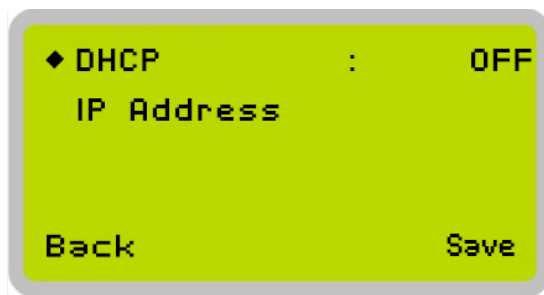 ◆ DHCP : OFF
IP Address
Back Save